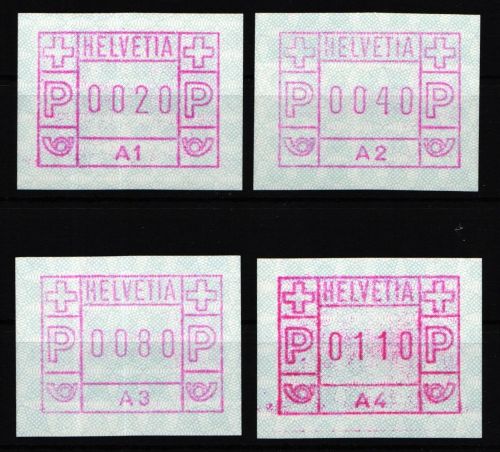 HELVETIA
P 0020 P
A1
HELVETIA
P 0040 P
A2
HELVETIA
P 0080 P
A3
HELVETIA
P 0110 P
A4